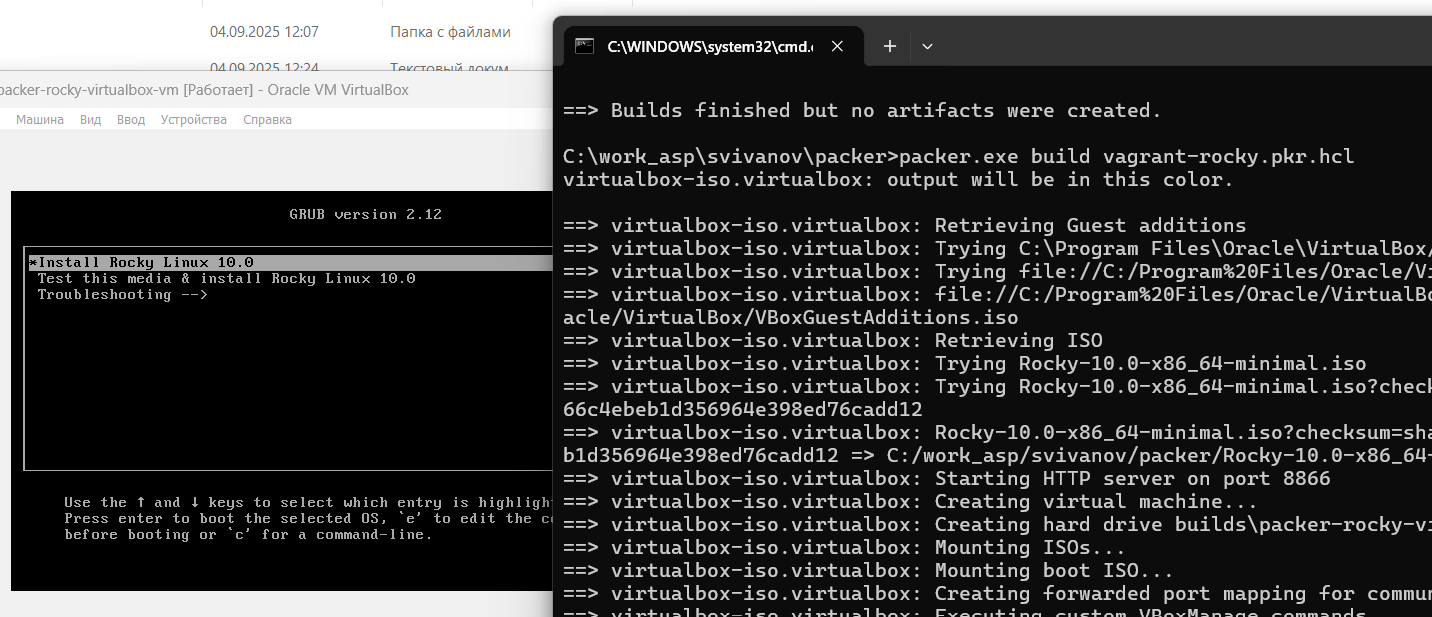 04.09.2025 12:07 Папка с файлами
04.09.2025 12:24 Текстовый докум
packer-rocky-virtualbox-vm [Работает] - Oracle VM VirtualBox
Машина Вид Ввод Устройства Справка
GRUB version 2.12
*Install Rocky Linux 10.0
Test this media & install Rocky Linux 10.0
Troubleshooting -->
Use the ↑ and ↓ keys to select which entry is highligh
Press enter to boot the selected OS, `e' to edit the co
before booting or `c' for a command-line.
C:\WINDOWS\system32\cmd.
==> Builds finished but no artifacts were created.
C:\work_asp\svivanov\packer>packer.exe build vagrant-rocky.pkr.hcl
virtualbox-iso.virtualbox: output will be in this color.
==> virtualbox-iso.virtualbox: Retrieving Guest additions
==> virtualbox-iso.virtualbox: Trying C:\Program Files\Oracle\VirtualBox/
==> virtualbox-iso.virtualbox: Trying file://C:/Program%20Files/Oracle/Vi
==> virtualbox-iso.virtualbox: file://C:/Program%20Files/Oracle/VirtualBo
acle/VirtualBox/VBoxGuestAdditions.iso
==> virtualbox-iso.virtualbox: Retrieving ISO
==> virtualbox-iso.virtualbox: Trying Rocky-10.0-x86_64-minimal.iso
==> virtualbox-iso.virtualbox: Trying Rocky-10.0-x86_64-minimal.iso?check
66c4ebeb1d356964e398ed76cadd12
==> virtualbox-iso.virtualbox: Rocky-10.0-x86_64-minimal.iso?checksum=sha
b1d356964e398ed76cadd12 => C:/work_asp/svivanov/packer/Rocky-10.0-x86_64-
==> virtualbox-iso.virtualbox: Starting HTTP server on port 8866
==> virtualbox-iso.virtualbox: Creating virtual machine...
==> virtualbox-iso.virtualbox: Creating hard drive builds\packer-rocky-vi
==> virtualbox-iso.virtualbox: Mounting ISOs...
==> virtualbox-iso.virtualbox: Mounting boot ISO...
==> virtualbox-iso.virtualbox: Creating forwarded port mapping for commun
==> virtualbox-iso.virtualbox: Executing custom VBoxManage commands